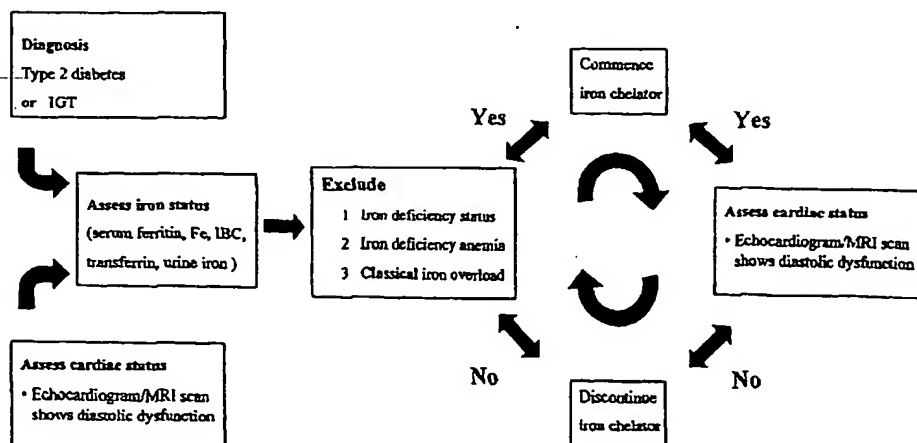 Diagnosis
Type 2 diabetes
or IGT
Assess iron status
(serum ferritin, Fe, IBC,
transferrin, urine iron )
Assess cardiac status
• Echocardiogram/MRI scan
shows diastolic dysfunction
Exclude
1 Iron deficiency status
2 Iron deficiency anemia
3 Classical iron overload
Yes
Commence
iron chelator
Yes
Assess cardiac status
• Echocardiogram/MRI scan
shows diastolic dysfunction
No
Discontinue
iron chelator
No